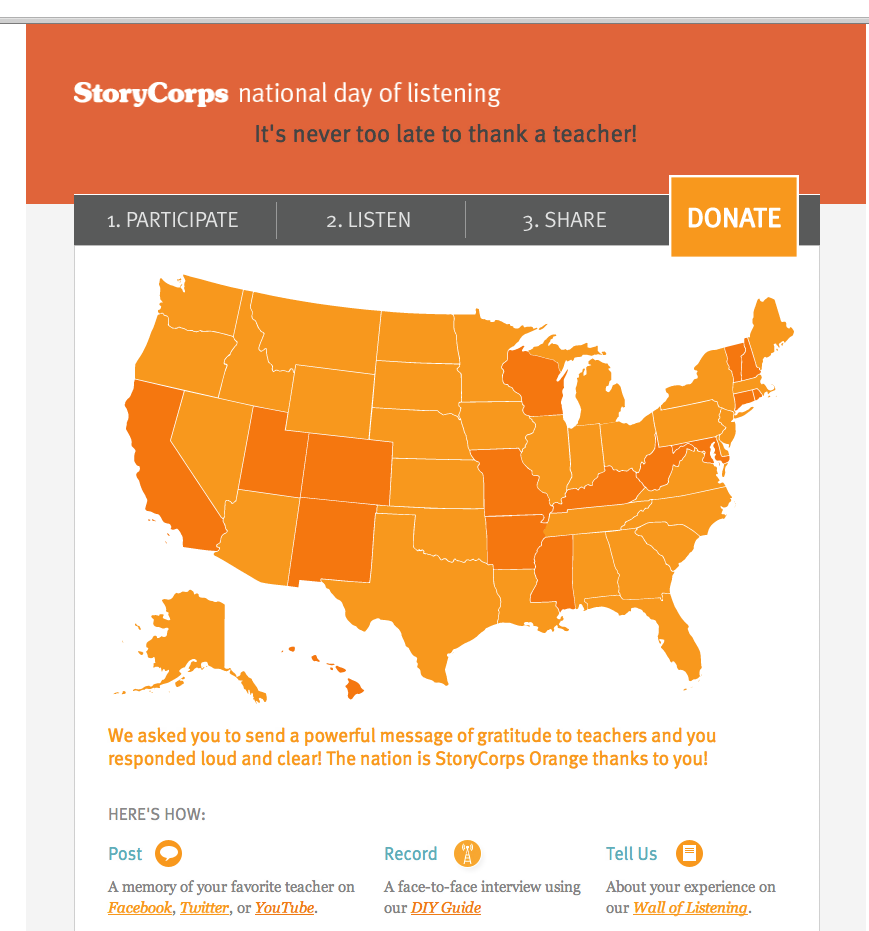 StoryCorps national day of listening
It's never too late to thank a teacher!
1. PARTICIPATE
2. LISTEN
3. SHARE
DONATE
We asked you to send a powerful message of gratitude to teachers and you
responded loud and clear! The nation is StoryCorps Orange thanks to you!
HERE'S HOW:
Post
A memory of your favorite teacher on
Facebook, Twitter, or YouTube.
Record
A face-to-face interview using
our DIY Guide
Tell Us
About your experience on
our Wall of Listening.